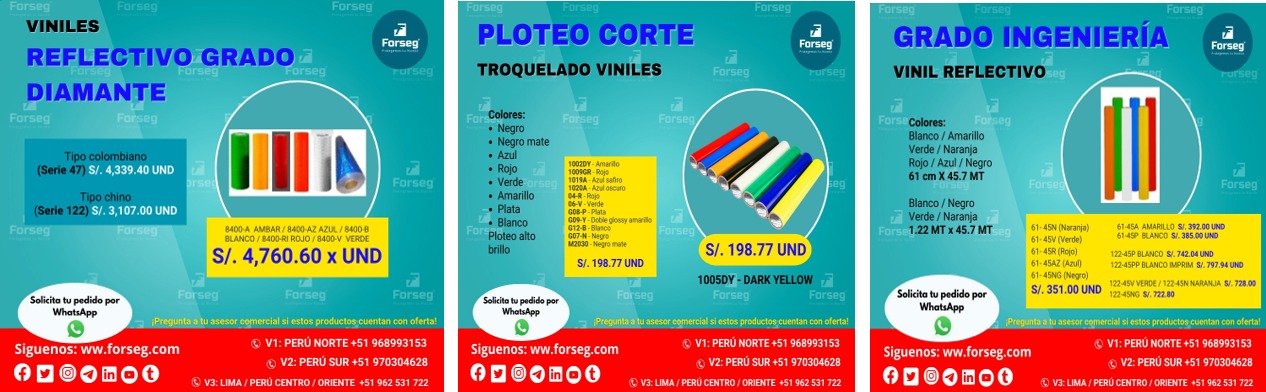 VINILES
REFLECTIVO GRADO
DIAMANTE
Forseg
Tipo colombiano
(Serie 47) S/. 4,339.40 UND
Tipo chino
(Serie 122) S/. 3,107.00 UND
8400-A AMBAR / 8400-AZ AZUL / 8400-B
BLANCO / 8400-RI ROJO / 8400-V VERDE
S/. 4,760.60 x UND
Solicita tu pedido por
WhatsApp
¡Pregunta a tu asesor comercial si estos productos cuentan con oferta!
Siguenos: ww.forseg.com
V1: PERÚ NORTE +51 968993153
V2: PERÚ SUR +51 970304628
V3: LIMA / PERÚ CENTRO / ORIENTE +51 962 531 722
PLOTEO CORTE
TROQUELADO VINILES
Forseg
Colores:
• Negro
• Negro mate
• Azul
• Rojo
• Verde
• Amarillo
• Plata
• Blanco
Ploteo alto
brillo
1002DY - Amarillo
1009GR - Rojo
1019A - Azul safiro
1020A - Azul oscuro
04-R - Rojo
06-V - Verde
G08-P - Plata
G09-Y - Doble glossy amarillo
G12-B - Blanco
G07-N - Negro
M2030 - Negro mate
S/. 198.77 UND
S/. 198.77 UND
1005DY - DARK YELLOW
Solicita tu pedido por
WhatsApp
¡Pregunta a tu asesor comercial si estos productos cuentan con oferta!
Siguenos: ww.forseg.com
V1: PERÚ NORTE +51 968993153
V2: PERÚ SUR +51 970304628
V3: LIMA / PERÚ CENTRO / ORIENTE +51 962 531 722
GRADO INGENIERÍA
VINIL REFLECTIVO
Forseg
Colores:
Blanco / Amarillo
Verde / Naranja
Rojo / Azul / Negro
61 cm X 45.7 MT
Blanco / Negro
Verde / Naranja
1.22 MT x 45.7 MT
61- 45N (Naranja)
61- 45V (Verde)
61- 45R (Rojo)
61- 45AZ (Azul)
61- 45NG (Negro)
S/. 351.00 UND
61-45A AMARILLO S/. 392.00 UND
61-45P BLANCO S/. 385.00 UND
122-45P BLANCO S/. 742.04 UND
122-45PP BLANCO IMPRIM S/. 797.94 UND
122-45V VERDE / 122-45N NARANJA S/. 728.00
122-45NG S/. 722.80
Solicita tu pedido por
WhatsApp
¡Pregunta a tu asesor comercial si estos productos cuentan con oferta!
Siguenos: ww.forseg.com
V1: PERÚ NORTE +51 968993153
V2: PERÚ SUR +51 970304628
V3: LIMA / PERÚ CENTRO / ORIENTE +51 962 531 722